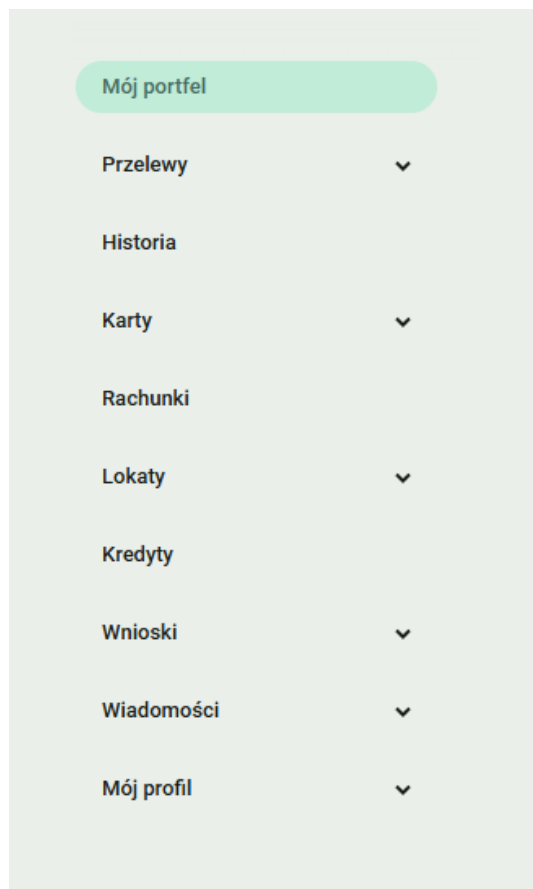 Mój portfel
Przelewy
Historia
Karty
Rachunki
Lokaty
Kredyty
Wnioski
Wiadomości
Mój profil